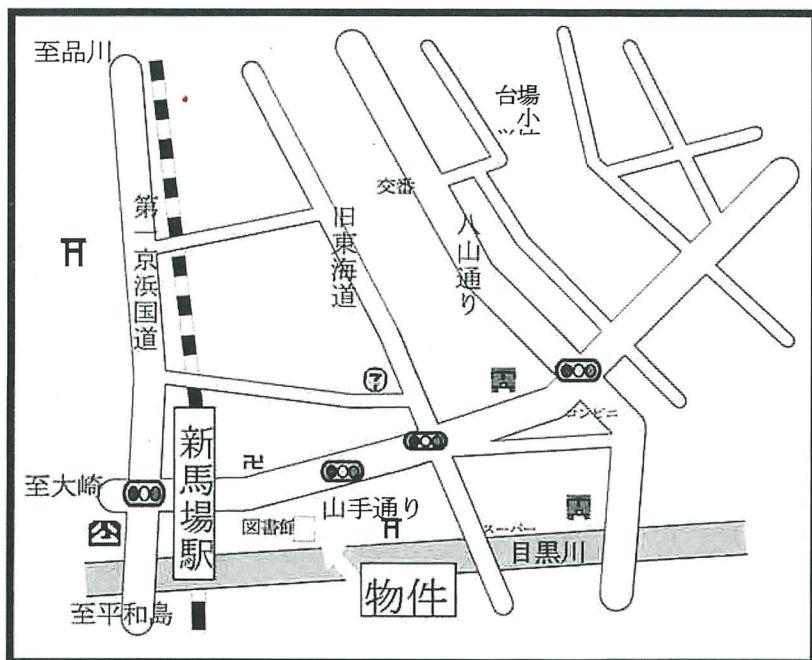 至品川
台場
小
交番
第一京浜国道
旧東海道
八山通り
コンビニ
新馬場駅
至大崎
山手通り
図書館
スーパー
目黒川
物件
至平和島